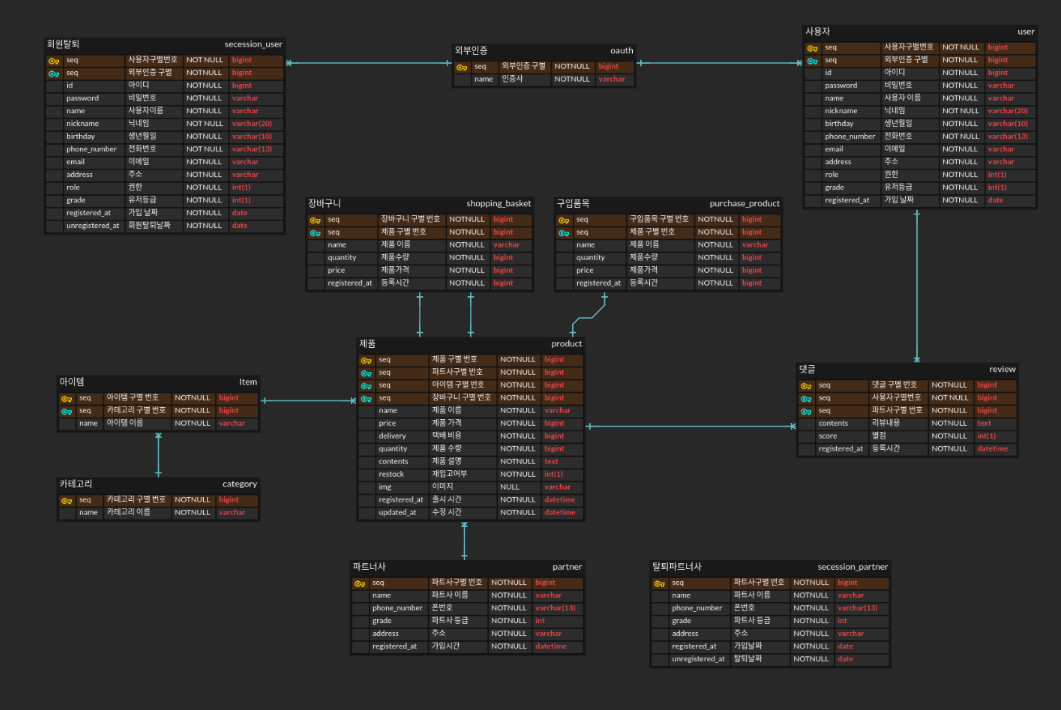 회원탈퇴 secession_user
seq 사용자구별번호 NOT NULL bigint
seq 외부인증 구별 NOTNULL bigint
id 아이디 NOTNULL bigint
password 비밀번호 NOTNULL varchar
name 사용자이름 NOTNULL varchar
nickname 닉네임 NOTNULL varchar(20)
birthday 생년월일 NOTNULL varchar(10)
phone_number 전화번호 NOT NULL varchar(13)
email 이메일 NOTNULL varchar
address 주소 NOTNULL varchar
role 권한 NOTNULL int(1)
grade 유저등급 NOTNULL int(1)
registered_at 가입 날짜 NOTNULL date
unregistered_at 회원탈퇴날짜 NOTNULL date
외부인증 oauth
seq 외부인증 구별 NOTNULL bigint
name 인증사 NOTNULL varchar
사용자 user
seq 사용자구별번호 NOT NULL bigint
seq 외부인증 구별 NOTNULL bigint
id 아이디 NOTNULL bigint
password 비밀번호 NOTNULL varchar
name 사용자 이름 NOTNULL varchar
nickname 닉네임 NOTNULL varchar(20)
birthday 생년월일 NOTNULL varchar(10)
phone_number 전화번호 NOT NULL varchar(13)
email 이메일 NOTNULL varchar
address 주소 NOTNULL varchar
role 권한 NOTNULL int(1)
grade 유저등급 NOTNULL int(1)
registered_at 가입 날짜 NOTNULL date
장바구니 shopping_basket
seq 장바구니 구별 번호 NOTNULL bigint
seq 제품 구별 번호 NOTNULL bigint
name 제품 이름 NOTNULL varchar
quantity 제품수량 NOTNULL bigint
price 제품가격 NOTNULL bigint
registered_at 등록시간 NOTNULL bigint
구입품목 purchase_product
seq 구입품목 구별 번호 NOTNULL bigint
seq 제품 구별 번호 NOTNULL bigint
name 제품 이름 NOTNULL varchar
quantity 제품수량 NOTNULL bigint
price 제품가격 NOTNULL bigint
registered_at 등록시간 NOTNULL bigint
제품 product
seq 제품 구별 번호 NOTNULL bigint
seq 파트사구별 번호 NOTNULL bigint
seq 아이템 구별 번호 NOTNULL bigint
seq 장바구니 구별 번호 NOTNULL bigint
name 제품 이름 NOTNULL varchar
price 제품 가격 NOTNULL bigint
delivery 택배 비용 NOTNULL bigint
quantity 제품 수량 NOTNULL bigint
contents 제품 설명 NOTNULL text
restock 재입고여부 NOTNULL int(1)
img 이미지 NULL varchar
registered_at 출시 시간 NOTNULL datetime
updated_at 수정 시간 NOTNULL datetime
아이템 Item
seq 아이템 구별 번호 NOTNULL bigint
seq 카테고리 구별 번호 NOTNULL bigint
name 아이템 이름 NOTNULL varchar
카테고리 category
seq 카테고리 구별 번호 NOTNULL bigint
name 카테고리 이름 NOTNULL varchar
댓글 review
seq 댓글 구별 번호 NOTNULL bigint
seq 사용자구별번호 NOT NULL bigint
seq 파트사구별 번호 NOTNULL bigint
contents 리뷰내용 NOTNULL text
score 별점 NOTNULL int(1)
registered_at 등록시간 NOTNULL datetime
파트너사 partner
seq 파트사구별 번호 NOTNULL bigint
name 파트사 이름 NOTNULL varchar
phone_number 폰번호 NOTNULL varchar(13)
grade 파트사 등급 NOTNULL int
address 주소 NOTNULL varchar
registered_at 가입시간 NOTNULL datetime
탈퇴파트너사 secession_partner
seq 파트사구별 번호 NOTNULL bigint
name 파트사 이름 NOTNULL varchar
phone_number 폰번호 NOTNULL varchar(13)
grade 파트사 등급 NOTNULL int
address 주소 NOTNULL varchar
registered_at 가입날짜 NOTNULL date
unregistered_at 탈퇴날짜 NOTNULL date